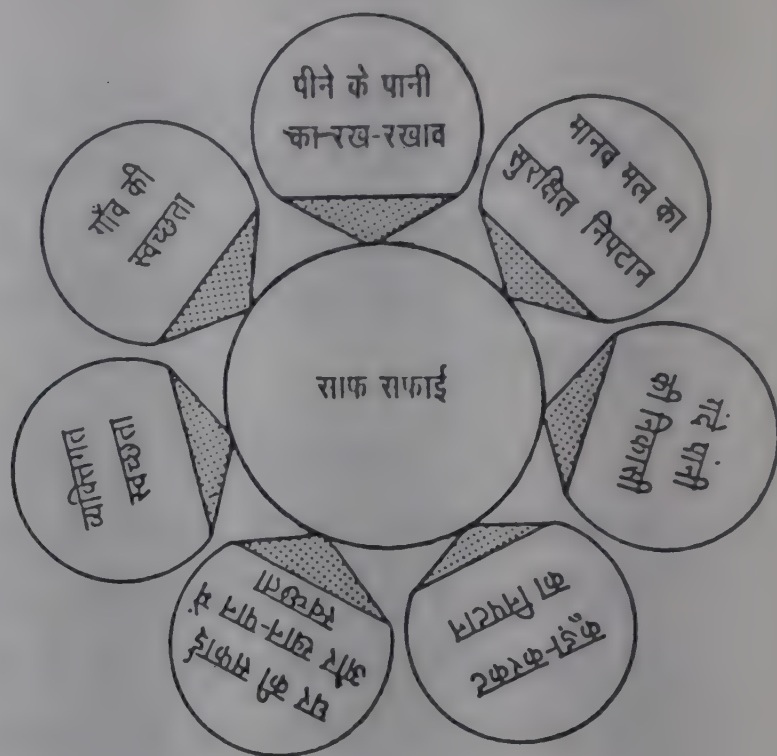 पीने के पानी
का रख-रखाव
मानव मल का
सुरक्षित निपटान
गंदे पानी
की निकासी
कूड़ा-करकट
का निपटान
घर की सफाई
और खान-पान में
स्वच्छता
व्यक्तिगत
स्वच्छता
गाँव की
स्वच्छता
साफ सफाई